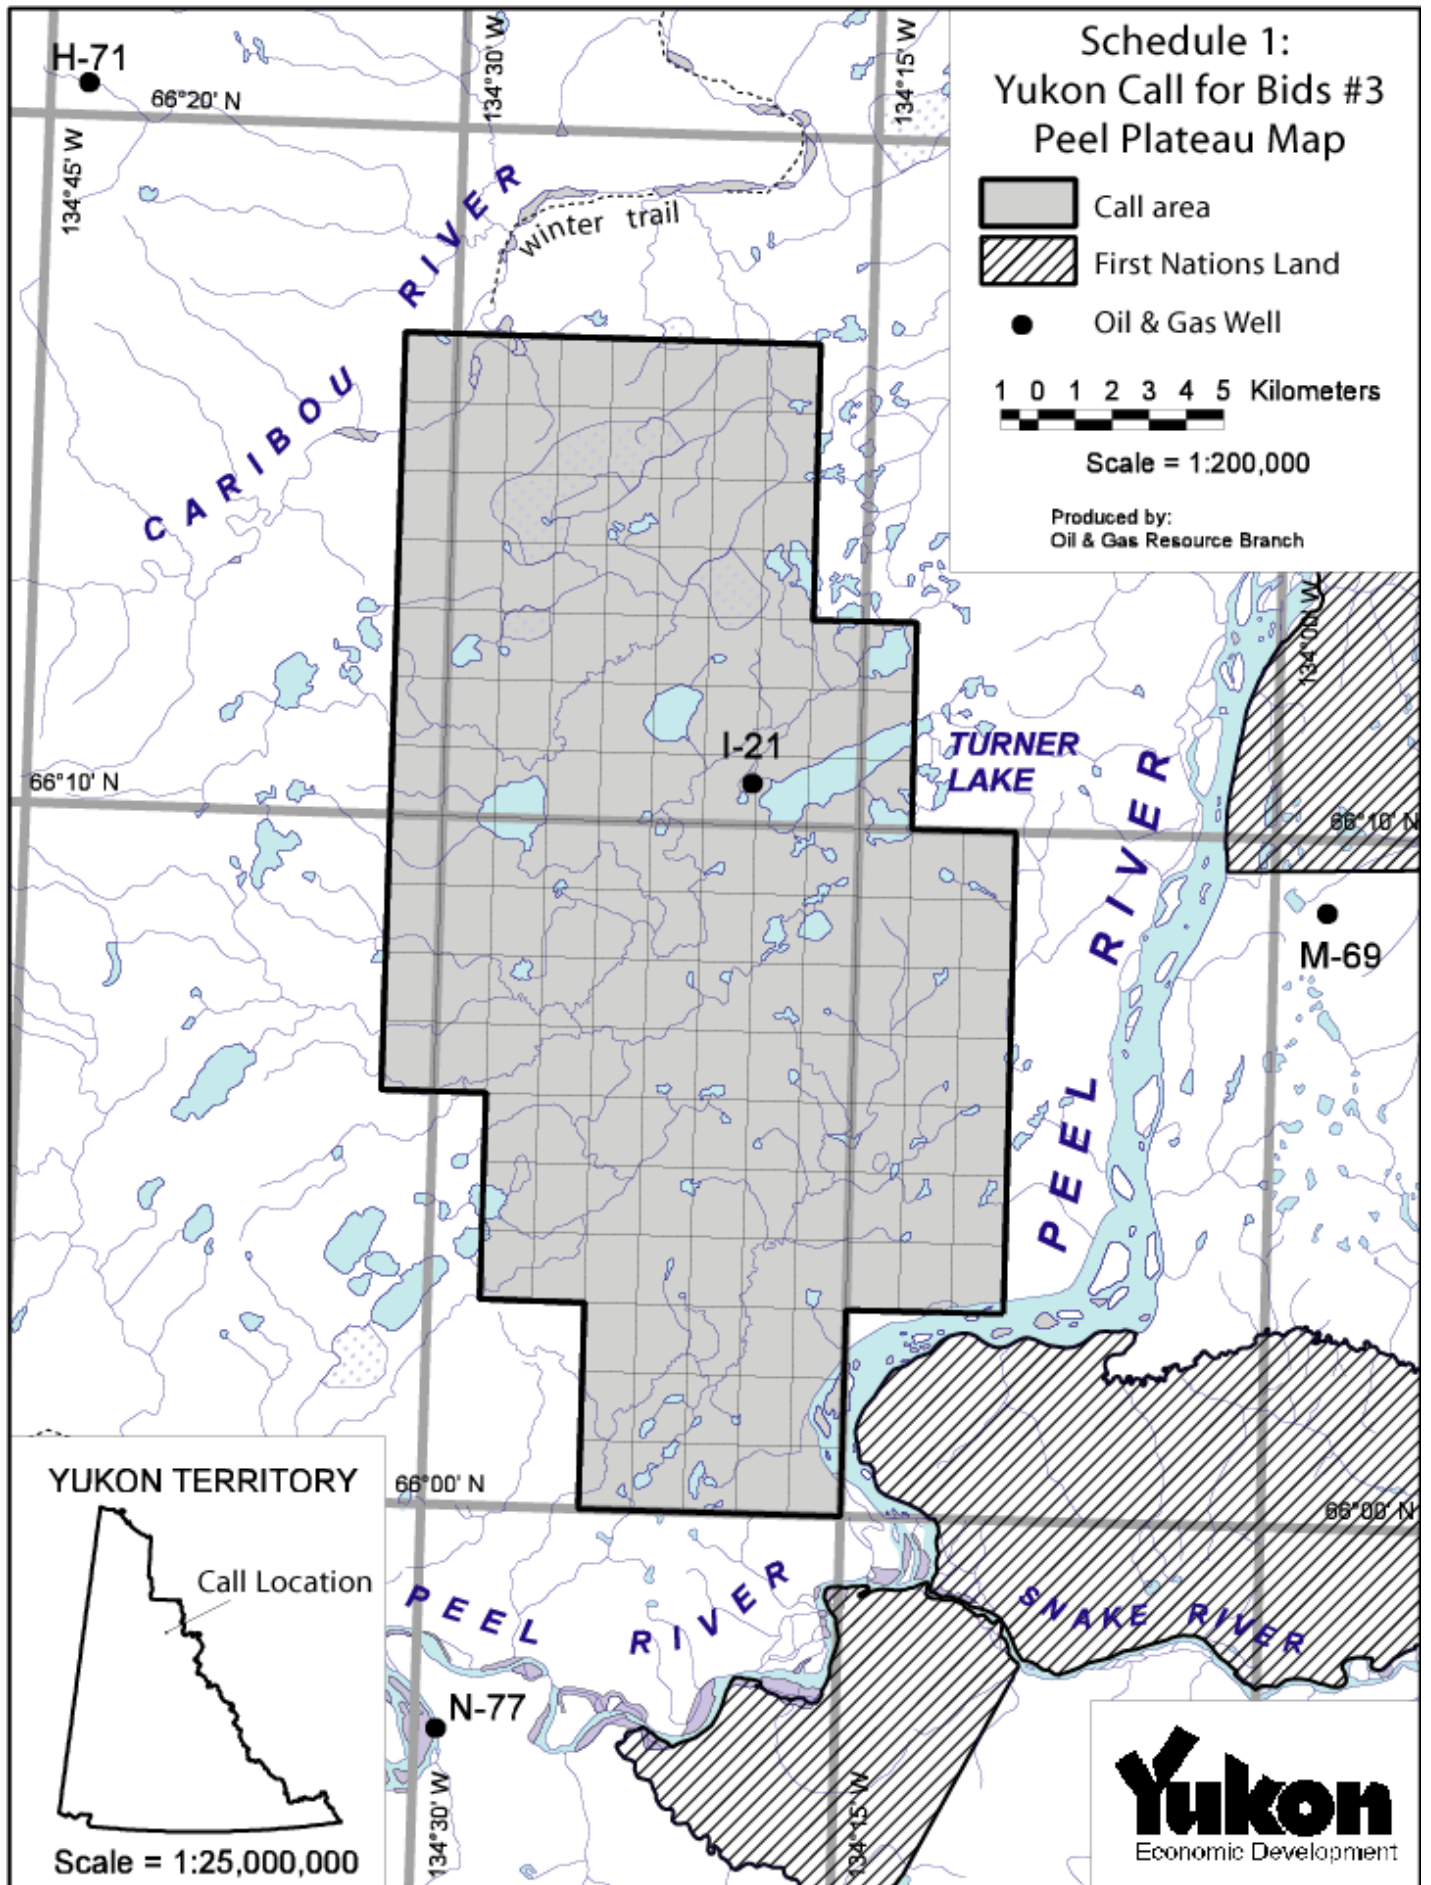 Schedule 1:
Yukon Call for Bids #3
Peel Plateau Map
Call area
First Nations Land
Oil & Gas Well
1 0 1 2 3 4 5 Kilometers
Scale = 1:200,000
Produced by:
Oil & Gas Resource Branch
H-71
66°20' N
134°45' W
134°30' W
134°15' W
CARIBOU RIVER
winter trail
134°00' W
I-21
TURNER
LAKE
66°10' N
66°10' N
PEEL RIVER
M-69
66°00' N
66°00' N
PEEL RIVER
SNAKE RIVER
N-77
134°30' W
134°15' W
YUKON TERRITORY
Call Location
Scale = 1:25,000,000
Yukon
Economic Development